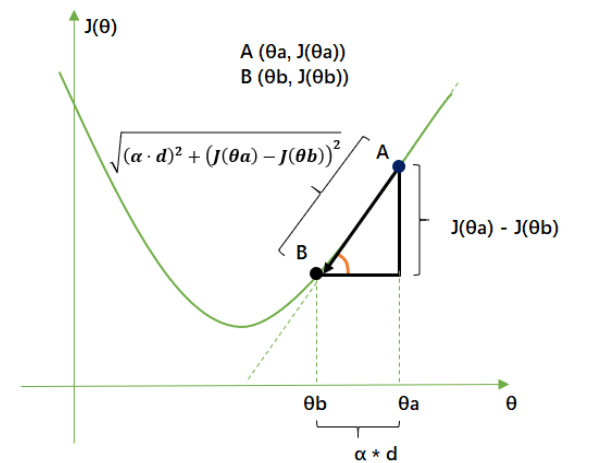 J(θ)
A (θa, J(θa))
B (θb, J(θb))
√((α · d)² + (J(θa) − J(θb))²)
A
J(θa) - J(θb)
B
θb
θa
θ
α * d